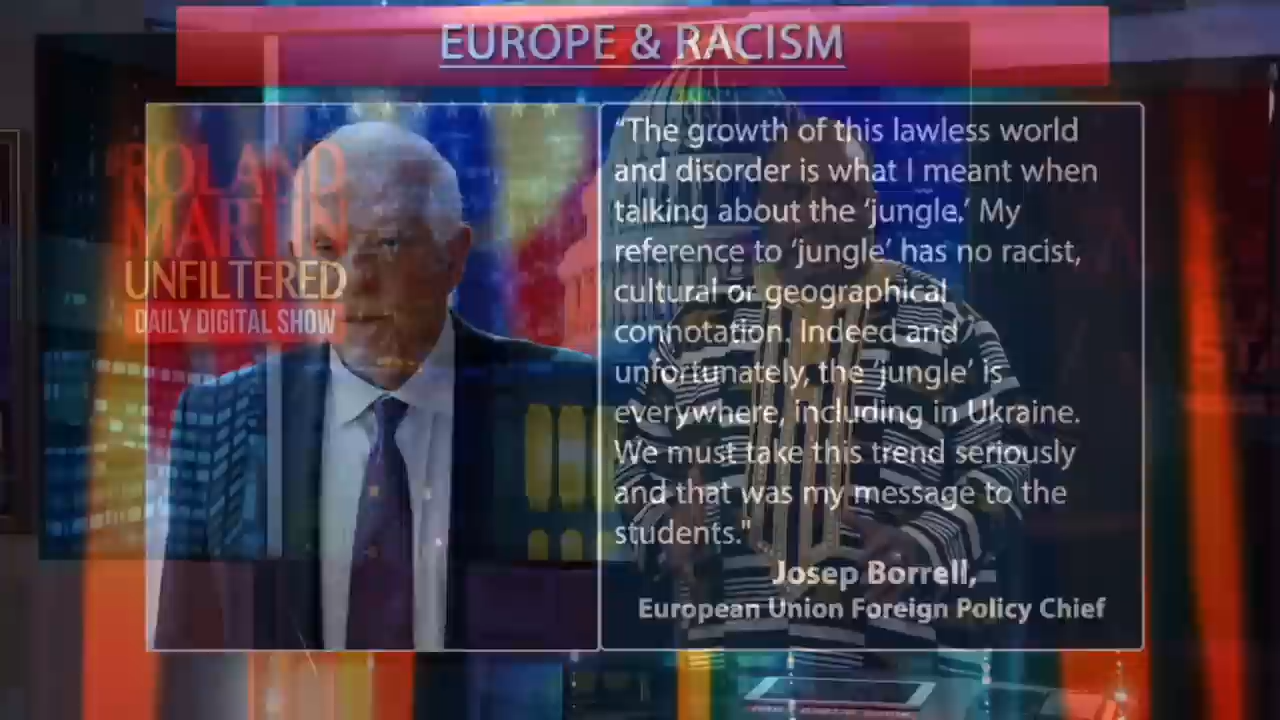 EUROPE & RACISM
ROLAND
MARTIN
UNFILTERED
DAILY DIGITAL SHOW
"The growth of this lawless world
and disorder is what I meant when
talking about the 'jungle.' My
reference to 'jungle' has no racist,
cultural or geographical
connotation. Indeed and
unfortunately, the 'jungle' is
everywhere, including in Ukraine.
We must take this trend seriously
and that was my message to the
students."
Josep Borrell,
European Union Foreign Policy Chief